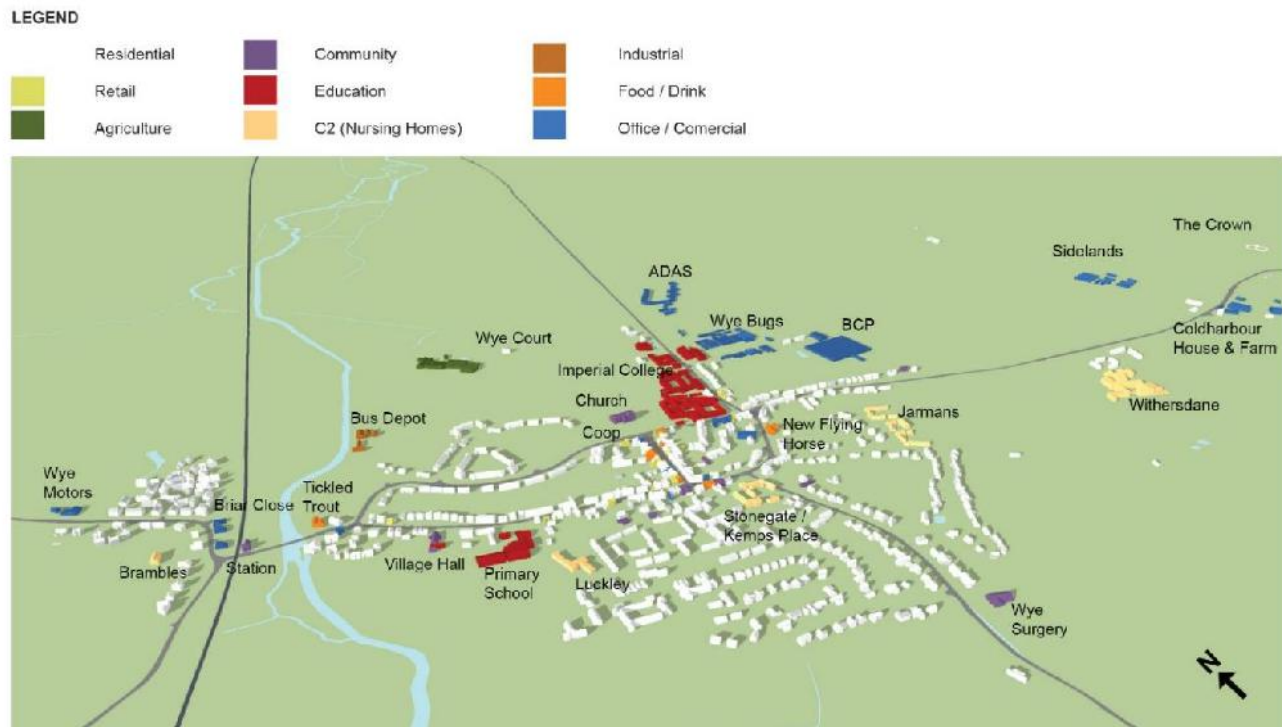 LEGEND
Residential
Community
Industrial
Retail
Education
Food / Drink
Agriculture
C2 (Nursing Homes)
Office / Comercial
The Crown
Sidelands
ADAS
Wye Bugs
BCP
Coldharbour
House & Farm
Wye Court
Imperial College
Withersdane
Church
Jarmans
Bus Depot
Coop
New Flying
Horse
Wye
Motors
Briar Close
Tickled
Trout
Stonegate /
Kemps Place
Brambles
Station
Village Hall
Primary
School
Luckley
Wye
Surgery
N